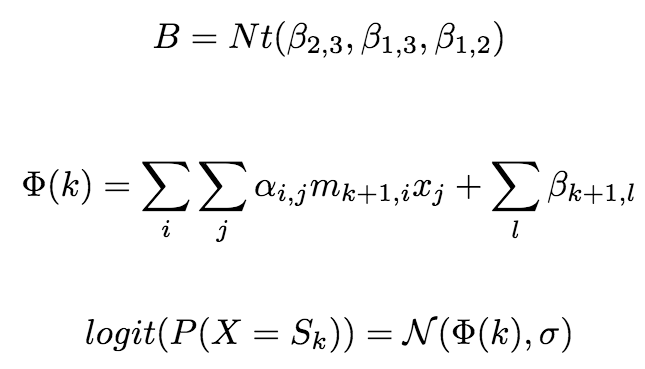 B = Nt(β_{2,3}, β_{1,3}, β_{1,2})
Φ(k) = ∑_i ∑_j α_{i,j} m_{k+1,i} x_j + ∑_l β_{k+1,l}
logit(P(X = S_k)) = 𝒩(Φ(k), σ)